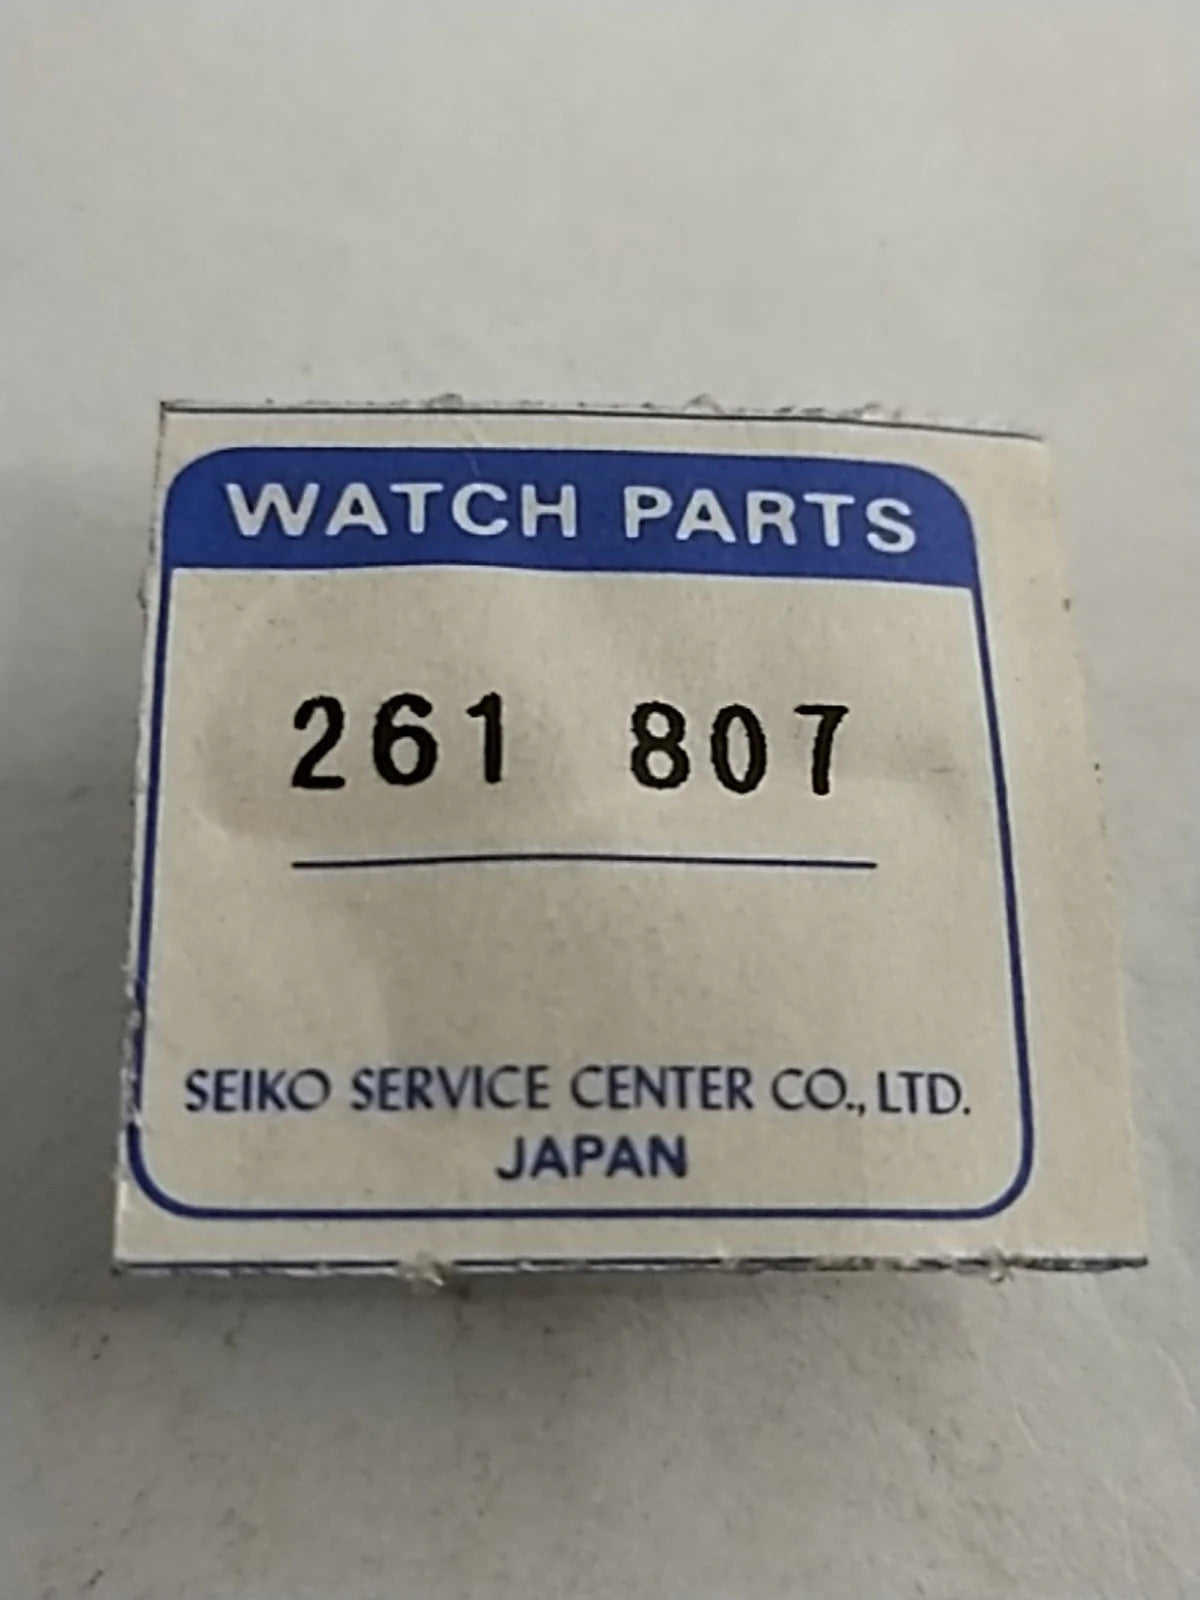 WATCH PARTS
261 807
SEIKO SERVICE CENTER CO., LTD.
JAPAN